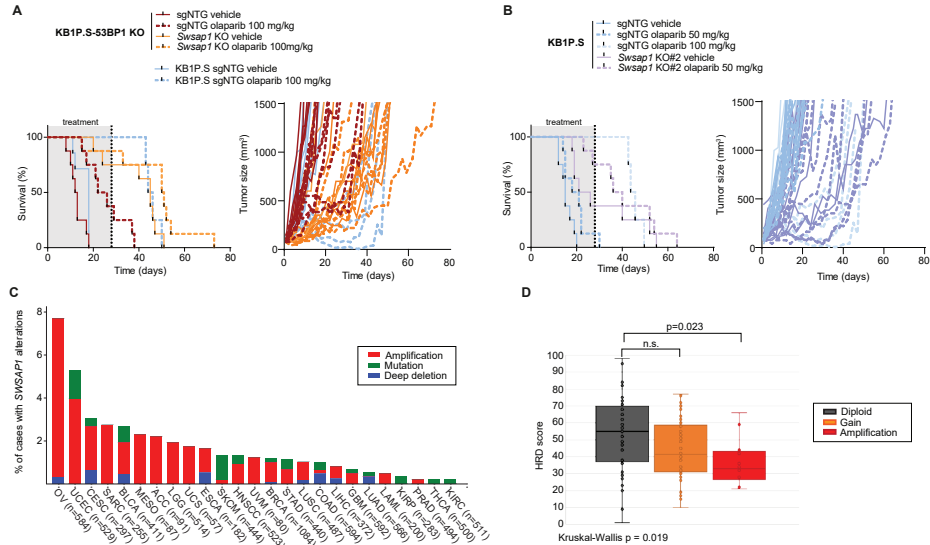 A
KB1P.S-53BP1 KO
sgNTG vehicle
sgNTG olaparib 100 mg/kg
Swsap1 KO vehicle
Swsap1 KO olaparib 100mg/kg
KB1P.S sgNTG vehicle
KB1P.S sgNTG olaparib 100 mg/kg
treatment
Survival (%)
100
50
0
0 20 40 60 80
Time (days)
Tumor size (mm³)
1500
1000
500
0
0 20 40 60 80
Time (days)
B
KB1P.S
sgNTG vehicle
sgNTG olaparib 50 mg/kg
sgNTG olaparib 100 mg/kg
Swsap1 KO#2 vehicle
Swsap1 KO#2 olaparib 50 mg/kg
treatment
Survival (%)
100
50
0
0 20 40 60 80
Time (days)
Tumor size (mm³)
1500
1000
500
0
0 20 40 60 80
Time (days)
C
% of cases with SWSAP1 alterations
8
6
4
2
Amplification
Mutation
Deep deletion
OV (n=584)
UCEC (n=529)
CESC (n=297)
SARC (n=255)
BLCA (n=411)
MESO (n=87)
ACC (n=91)
LGG (n=514)
UCS (n=57)
ESCA (n=182)
SKCM (n=444)
HNSCC (n=523)
UVM (n=80)
BRCA (n=1084)
STAD (n=440)
LUSC (n=487)
COAD (n=594)
LIHC (n=372)
GBM (n=592)
LUAD (n=566)
LAML (n=200)
KIRP (n=283)
PRAD (n=494)
THCA (n=500)
KIRC (n=511)
D
p=0.023
n.s.
HRD score
100
90
80
70
60
50
40
30
20
10
0
Diploid
Gain
Amplification
Kruskal-Wallis p = 0.019